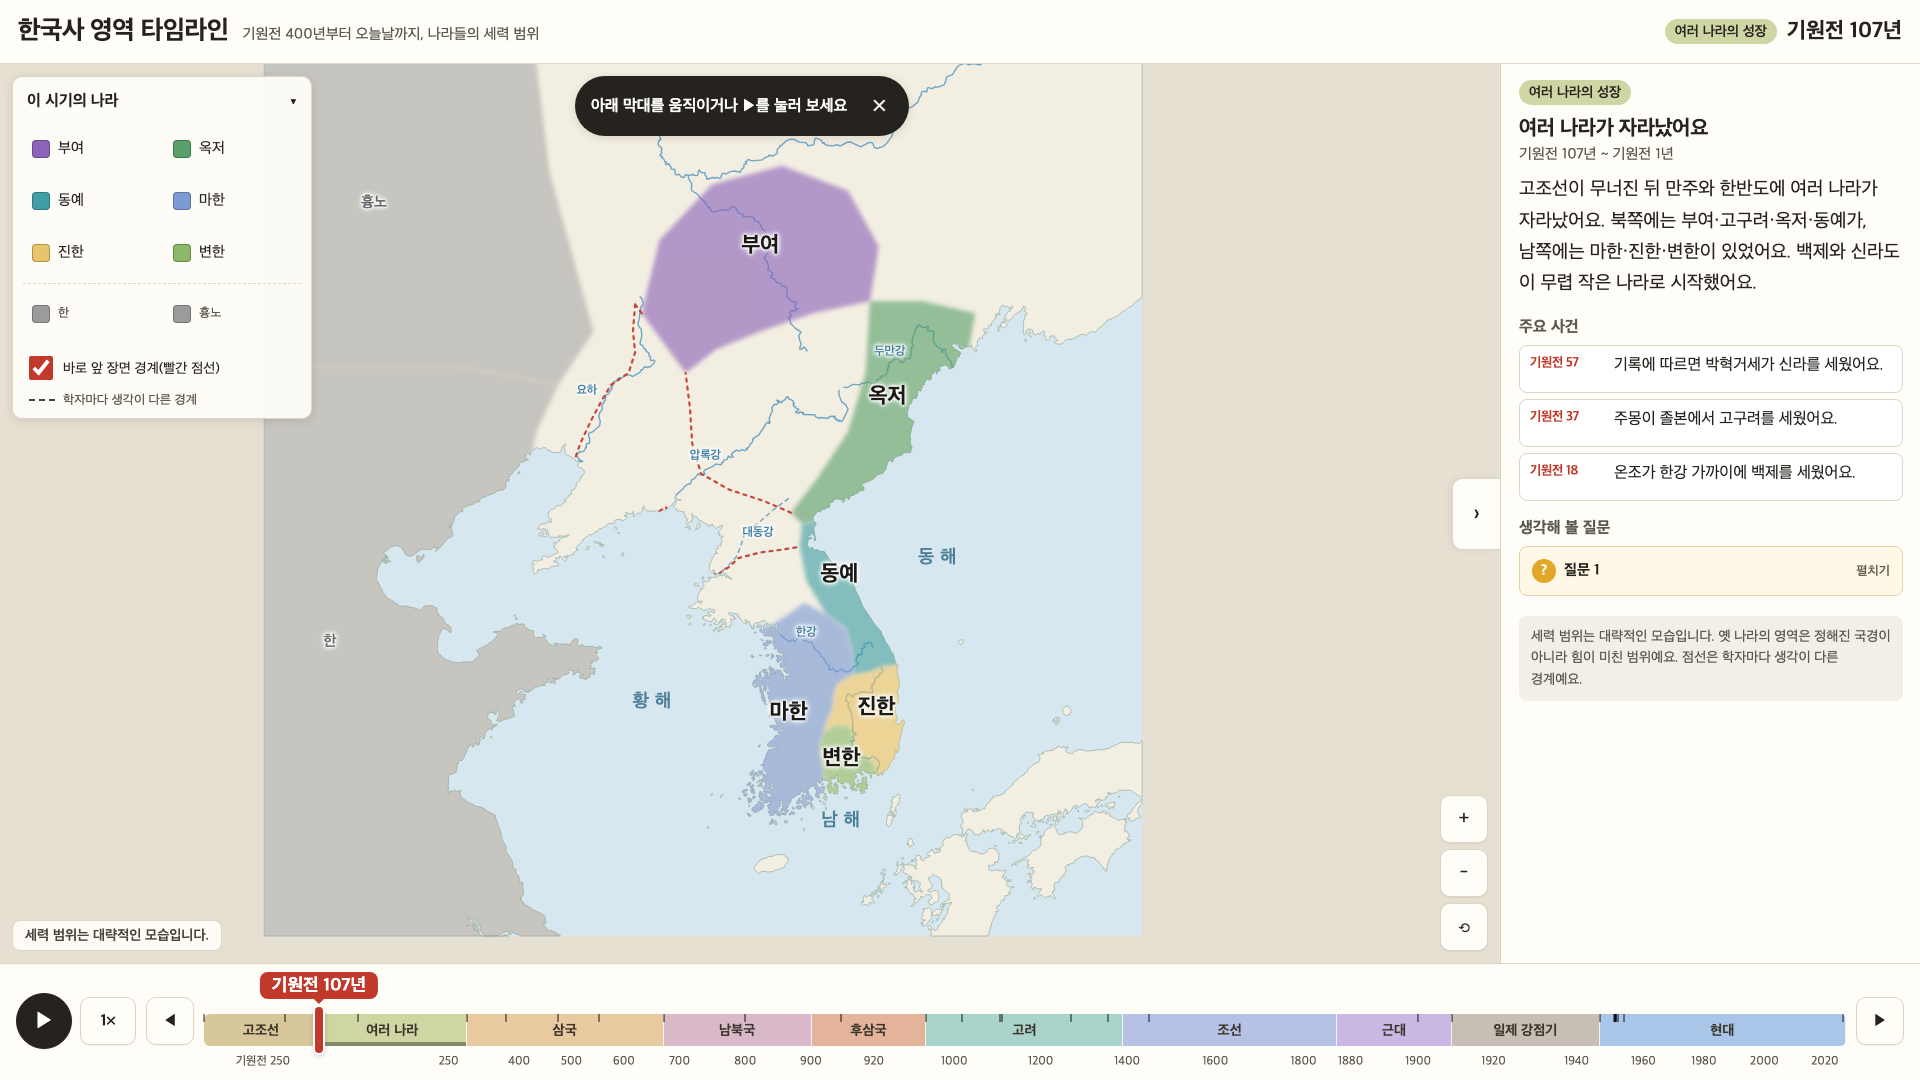 한국사 영역 타임라인
기원전 400년부터 오늘날까지, 나라들의 세력 범위
여러 나라의 성장
기원전 107년
이 시기의 나라
▼
부여
옥저
동예
마한
진한
변한
한
흉노
바로 앞 장면 경계(빨간 점선)
학자마다 생각이 다른 경계
아래 막대를 움직이거나 ▶를 눌러 보세요
✕
흉노
부여
두만강
요하
옥저
압록강
대동강
동 해
동예
한강
한
황 해
마한
진한
변한
남 해
세력 범위는 대략적인 모습입니다.
›
+
−
⟲
여러 나라의 성장
여러 나라가 자라났어요
기원전 107년 ~ 기원전 1년
고조선이 무너진 뒤 만주와 한반도에 여러 나라가
자라났어요. 북쪽에는 부여·고구려·옥저·동예가,
남쪽에는 마한·진한·변한이 있었어요. 백제와 신라도
이 무렵 작은 나라로 시작했어요.
주요 사건
기원전 57 기록에 따르면 박혁거세가 신라를 세웠어요.
기원전 37 주몽이 졸본에서 고구려를 세웠어요.
기원전 18 온조가 한강 가까이에 백제를 세웠어요.
생각해 볼 질문
? 질문 1 펼치기
세력 범위는 대략적인 모습입니다. 옛 나라의 영역은 정해진 국경이
아니라 힘이 미친 범위예요. 점선은 학자마다 생각이 다른
경계예요.
기원전 107년
▶
1×
◀
고조선
여러 나라
삼국
남북국
후삼국
고려
조선
근대
일제 강점기
현대
▶
기원전 250
250
400
500
600
700
800
900
920
1000
1200
1400
1600
1800
1880
1900
1920
1940
1960
1980
2000
2020